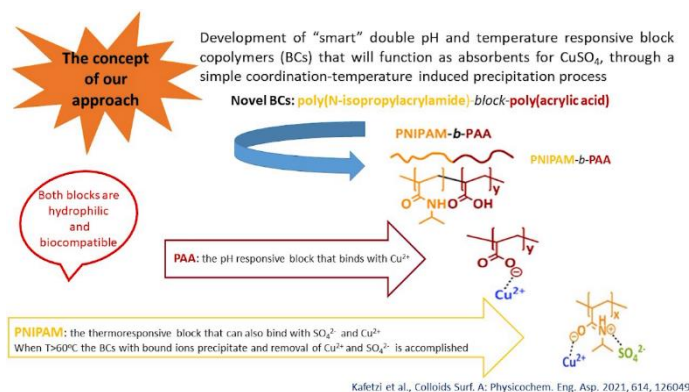 The concept
of our
approach
Development of “smart” double pH and temperature responsive block
copolymers (BCs) that will function as absorbents for CuSO₄, through a
simple coordination-temperature induced precipitation process
Novel BCs: poly(N-isopropylacrylamide)-block-poly(acrylic acid)
PNIPAM-b-PAA
PNIPAM-b-PAA
y
O
NH
O
OH
Both blocks are
hydrophilic
and
biocompatible
PAA: the pH responsive block that binds with Cu²⁺
y
O
O
⊖
Cu²⁺
PNIPAM: the thermoresponsive block that can also bind with SO₄²⁻ and Cu²⁺
When T>60⁰C the BCs with bound ions precipitate and removal of Cu²⁺ and SO₄²⁻ is accomplished
x
H
⊖O
N⊕
Cu²⁺
SO₄²⁻
Kafetzi et al., Colloids Surf. A: Physicochem. Eng. Asp. 2021, 614, 126049